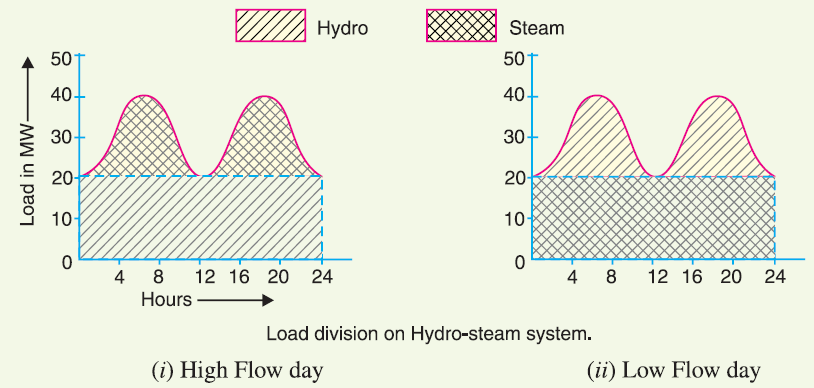 Hydro Steam
50 50
40 40
30 30
20 20
10 10
0 0
Load in MW
4 8 12 16 20 24 4 8 12 16 20 24
Hours
Load division on Hydro-steam system.
(i) High Flow day (ii) Low Flow day